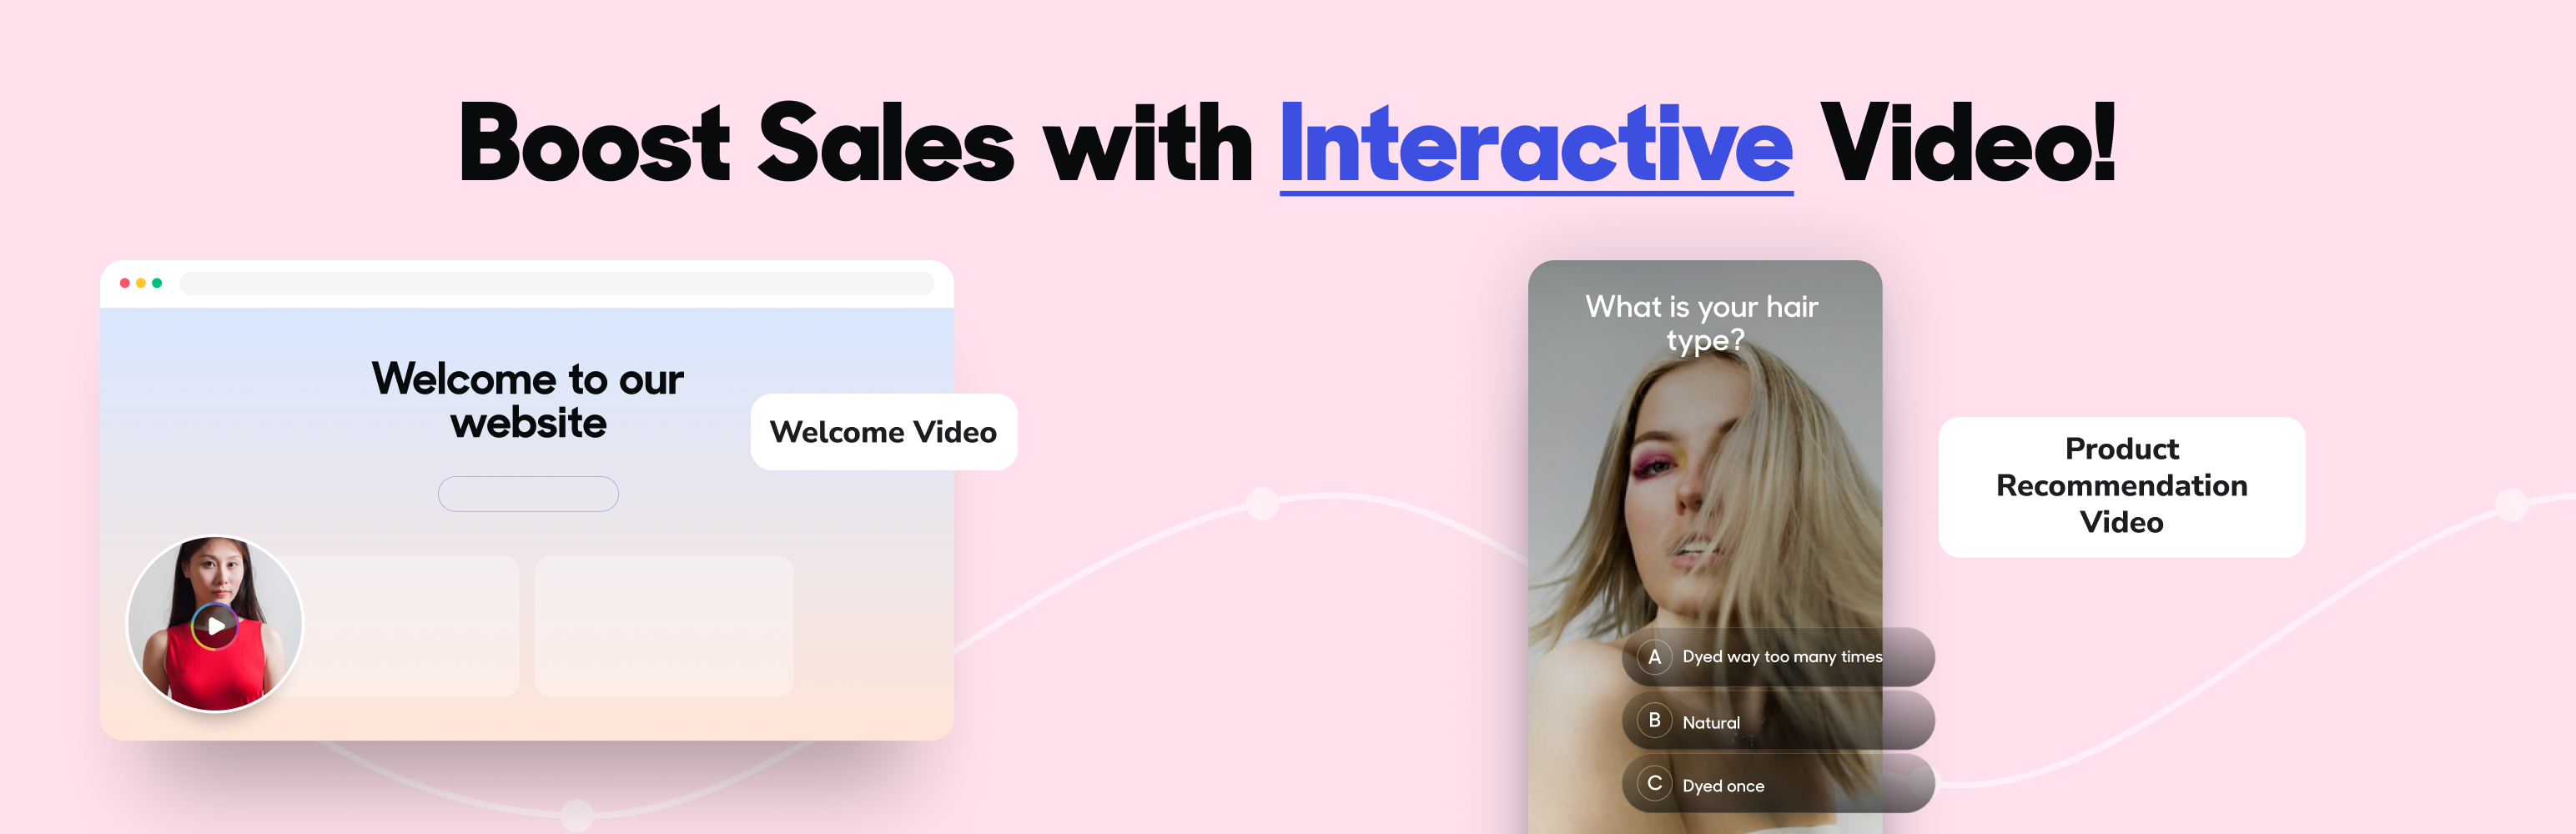 Boost Sales with Interactive Video!
Welcome to our
website
Welcome Video
What is your hair
type?
A Dyed way too many times
B Natural
C Dyed once
Product
Recommendation
Video